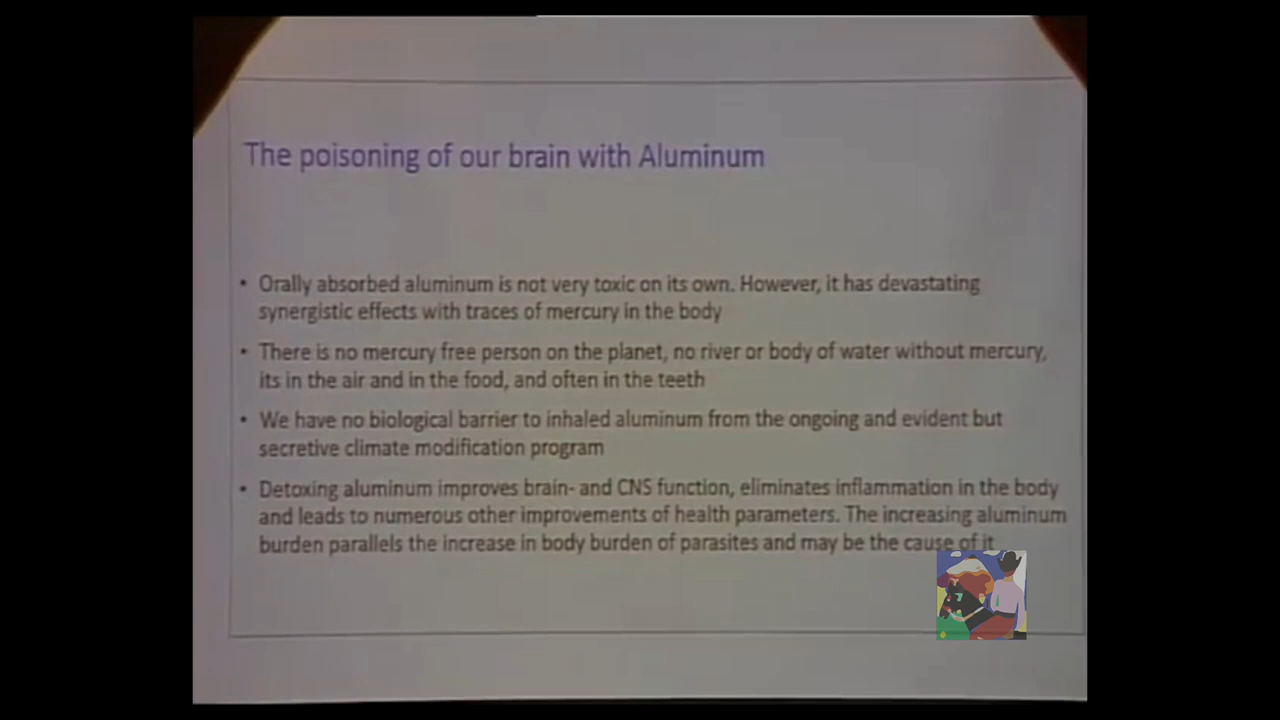 The poisoning of our brain with Aluminum
• Orally absorbed aluminum is not very toxic on its own. However, it has devastating
synergistic effects with traces of mercury in the body
• There is no mercury free person on the planet, no river or body of water without mercury,
its in the air and in the food, and often in the teeth
• We have no biological barrier to inhaled aluminum from the ongoing and evident but
secretive climate modification program
• Detoxing aluminum improves brain- and CNS function, eliminates inflammation in the body
and leads to numerous other improvements of health parameters. The increasing aluminum
burden parallels the increase in body burden of parasites and may be the cause of it